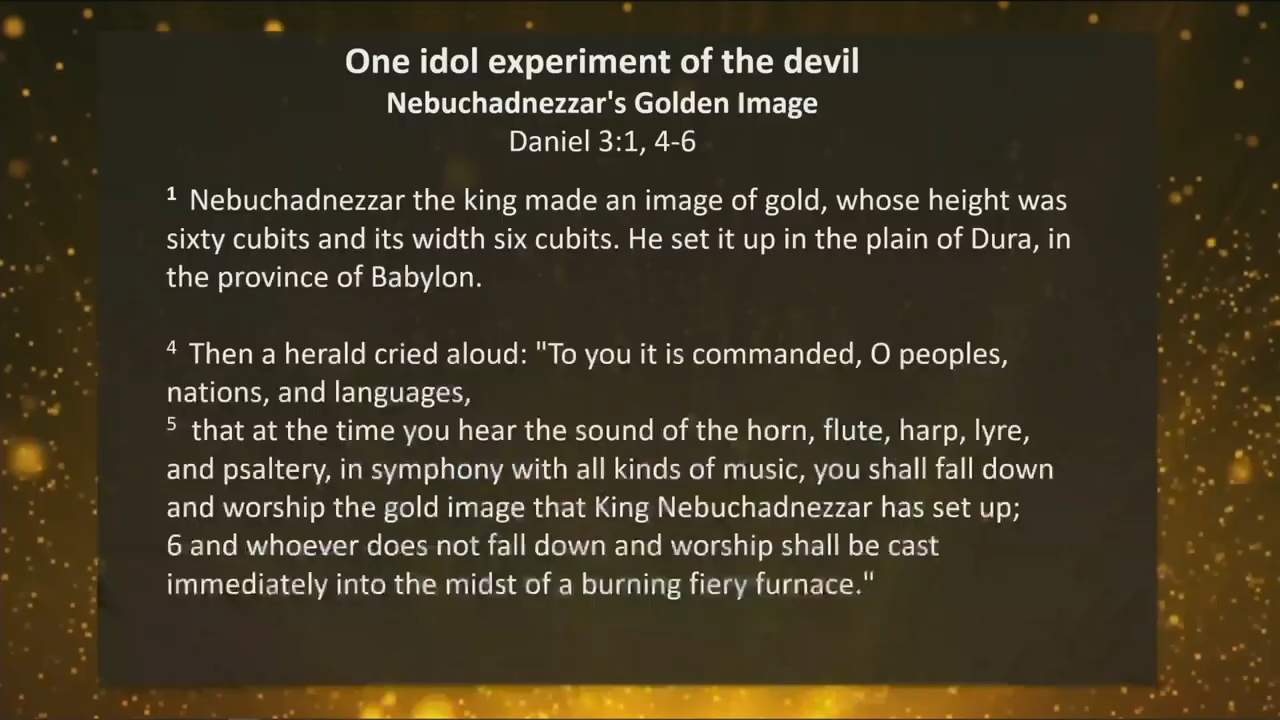 One idol experiment of the devil
Nebuchadnezzar's Golden Image
Daniel 3:1, 4-6
1 Nebuchadnezzar the king made an image of gold, whose height was
sixty cubits and its width six cubits. He set it up in the plain of Dura, in
the province of Babylon.
4 Then a herald cried aloud: "To you it is commanded, O peoples,
nations, and languages,
5 that at the time you hear the sound of the horn, flute, harp, lyre,
and psaltery, in symphony with all kinds of music, you shall fall down
and worship the gold image that King Nebuchadnezzar has set up;
6 and whoever does not fall down and worship shall be cast
immediately into the midst of a burning fiery furnace."